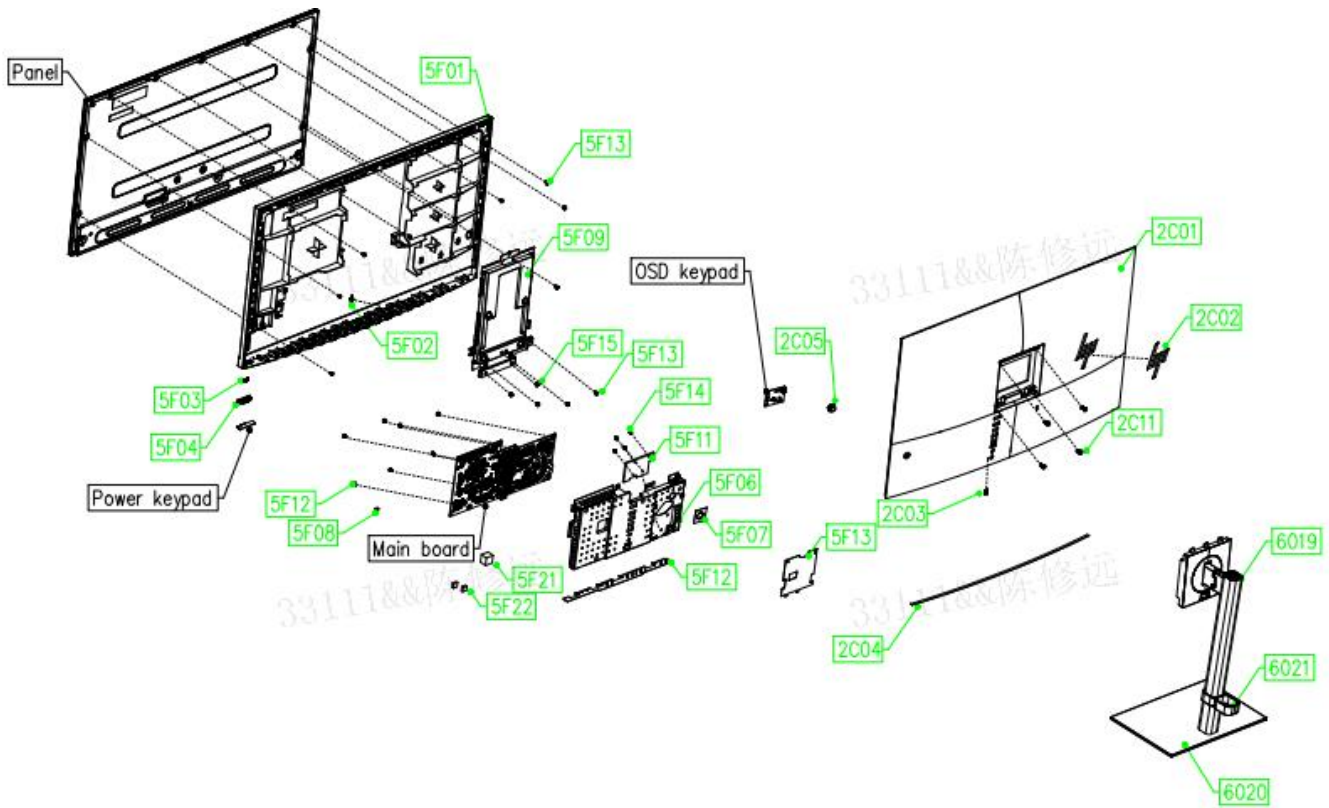 Panel
5F01
5F13
5F09
2C01
OSD keypad
33111&&陈修远
33111&&陈修远
2C02
2C05
5F02
5F15
5F13
5F03
5F14
5F04
2C11
5F11
Power keypad
5F06
5F12
2C03
5F08
5F07
Main board
5F13
5F21
5F12
6019
33111&&陈修远
33111&&陈修远
5F22
2C04
6021
6020